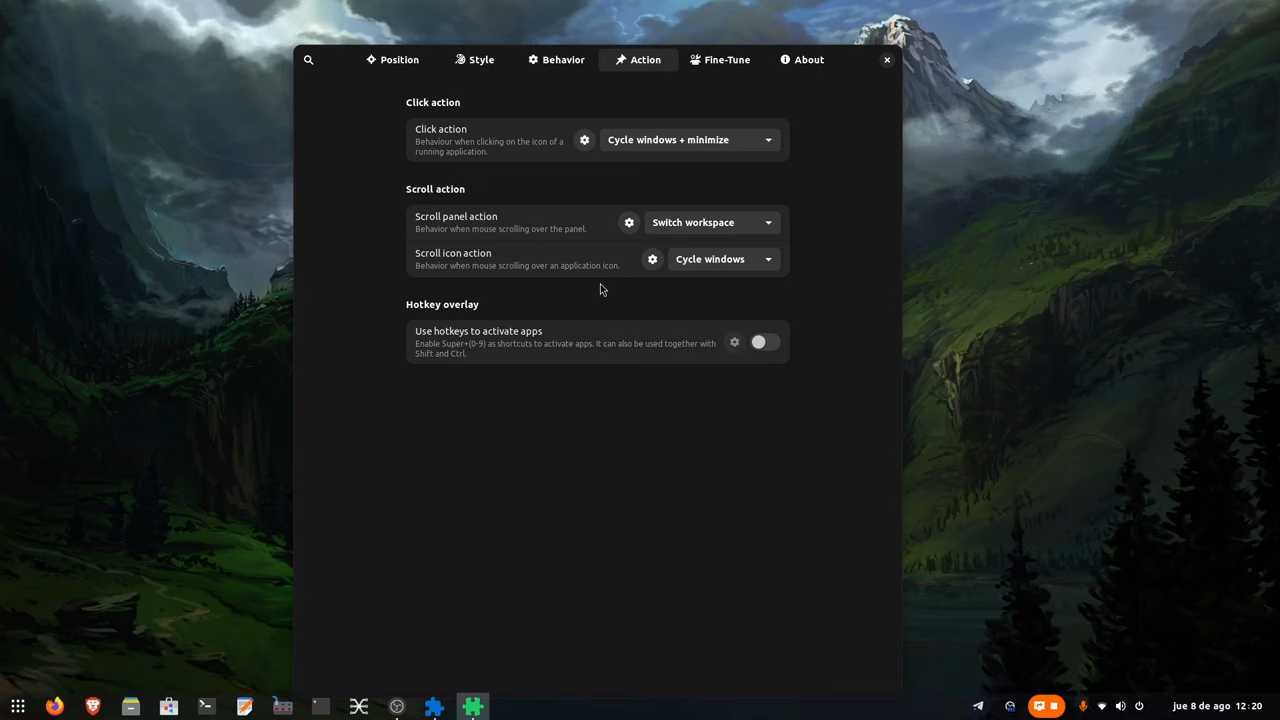 Position Style Behavior Action Fine-Tune About
Click action
Click action
Behaviour when clicking on the icon of a
running application.
Cycle windows + minimize
Scroll action
Scroll panel action
Behavior when mouse scrolling over the panel.
Switch workspace
Scroll icon action
Behavior when mouse scrolling over an application icon.
Cycle windows
Hotkey overlay
Use hotkeys to activate apps
Enable Super+(0-9) as shortcuts to activate apps. It can also be used together with
Shift and Ctrl.
jue 8 de ago 12:20